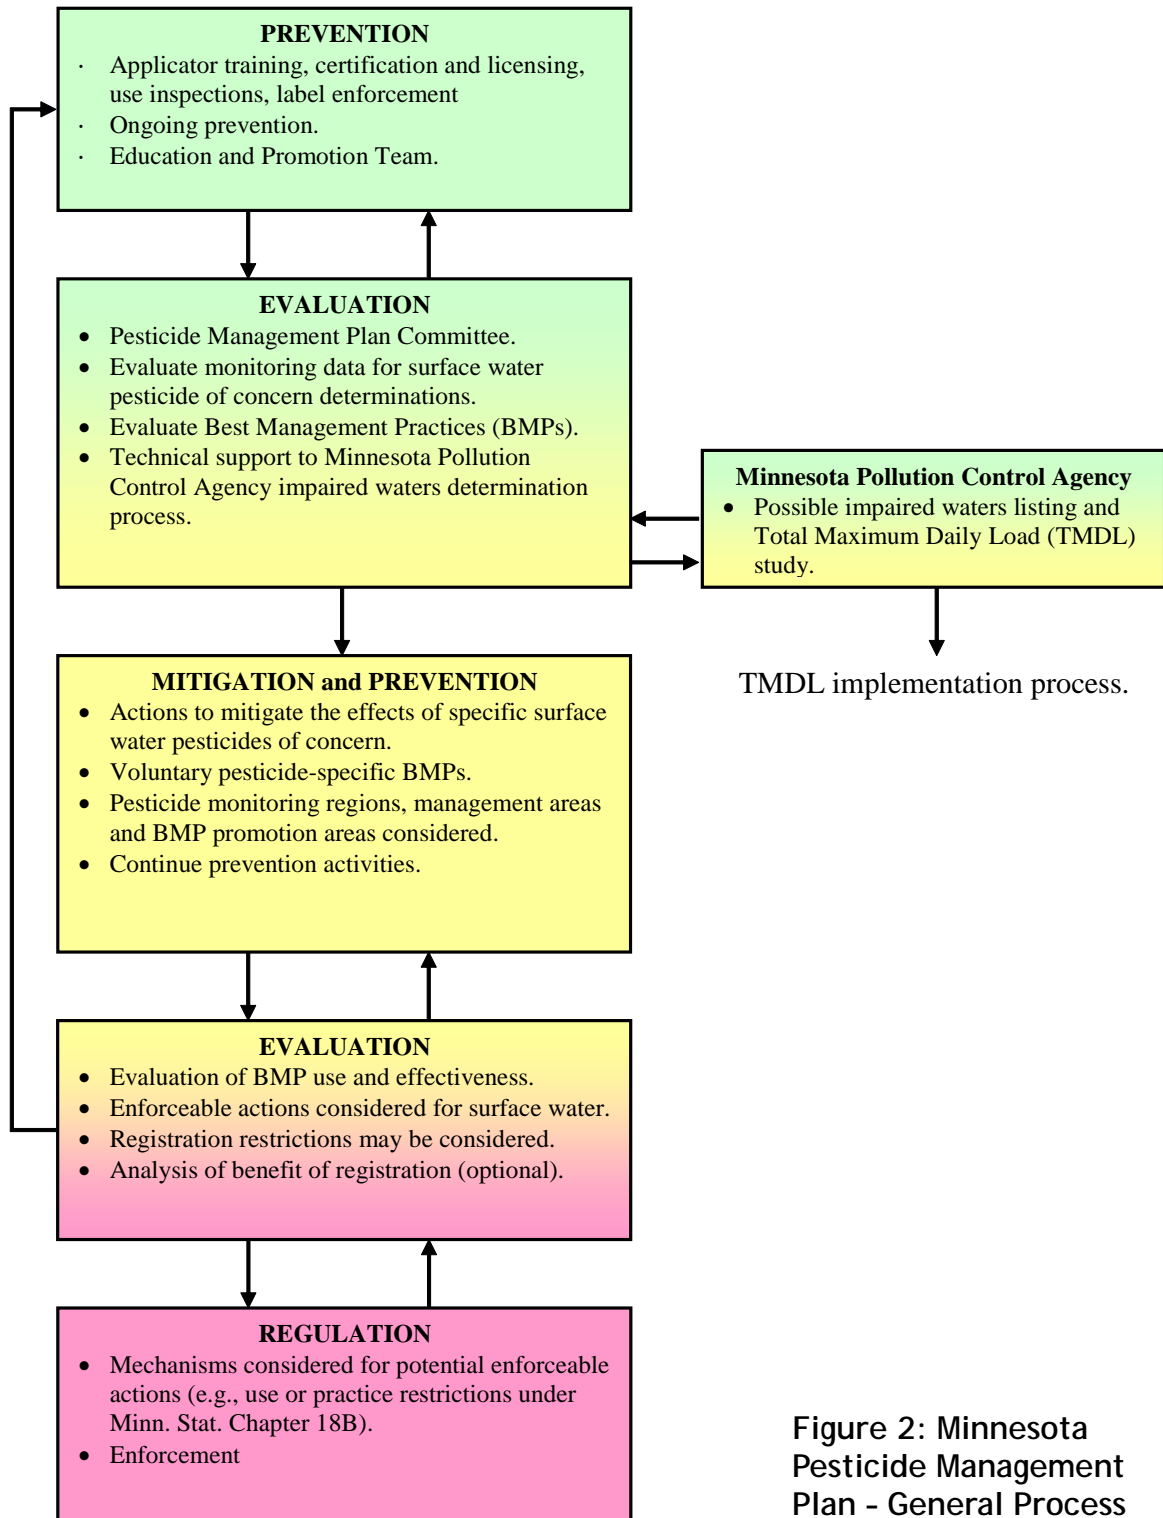 PREVENTION
· Applicator training, certification and licensing,
use inspections, label enforcement
· Ongoing prevention.
· Education and Promotion Team.
EVALUATION
• Pesticide Management Plan Committee.
• Evaluate monitoring data for surface water
pesticide of concern determinations.
• Evaluate Best Management Practices (BMPs).
• Technical support to Minnesota Pollution
Control Agency impaired waters determination
process.
Minnesota Pollution Control Agency
• Possible impaired waters listing and
Total Maximum Daily Load (TMDL)
study.
TMDL implementation process.
MITIGATION and PREVENTION
• Actions to mitigate the effects of specific surface
water pesticides of concern.
• Voluntary pesticide-specific BMPs.
• Pesticide monitoring regions, management areas
and BMP promotion areas considered.
• Continue prevention activities.
EVALUATION
• Evaluation of BMP use and effectiveness.
• Enforceable actions considered for surface water.
• Registration restrictions may be considered.
• Analysis of benefit of registration (optional).
REGULATION
• Mechanisms considered for potential enforceable
actions (e.g., use or practice restrictions under
Minn. Stat. Chapter 18B).
• Enforcement
Figure 2: Minnesota
Pesticide Management
Plan - General Process